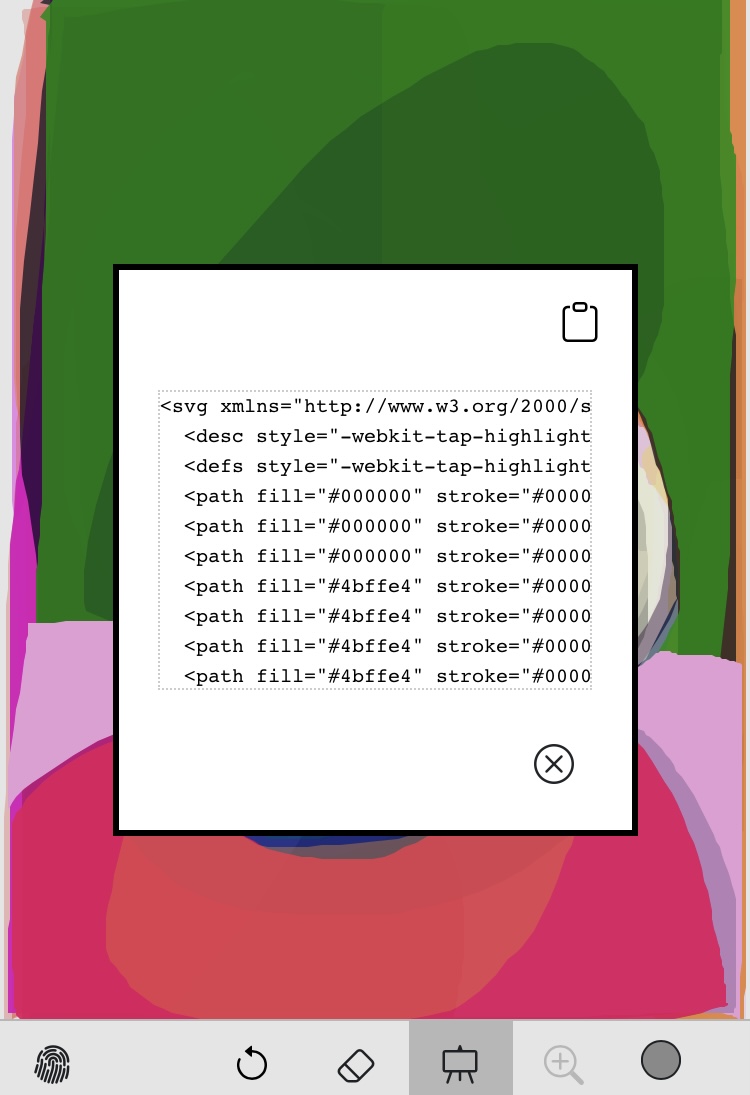 <svg xmlns="http://www.w3.org/2000/s
<desc style="-webkit-tap-highlight
<defs style="-webkit-tap-highlight
<path fill="#000000" stroke="#0000
<path fill="#000000" stroke="#0000
<path fill="#000000" stroke="#0000
<path fill="#4bffe4" stroke="#0000
<path fill="#4bffe4" stroke="#0000
<path fill="#4bffe4" stroke="#0000
<path fill="#4bffe4" stroke="#0000